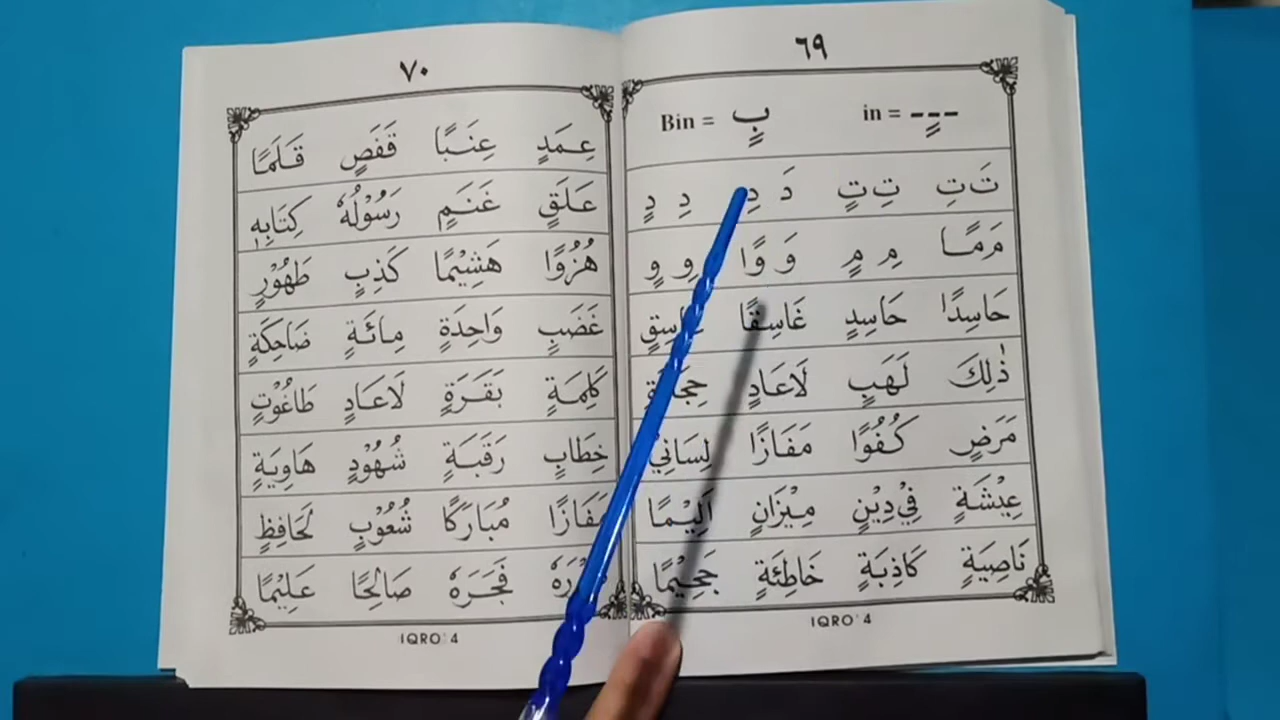 ٦٩
in = ---ٍ Bin = بٍ
تَ تِ تِ تٍ دَ دِ دِ دٍ
مَ مًا مِ مٍ وَ وًا وِ وٍ
حَاسِدًا حَاسِدٍ غَاسِقًا
ذٰلِكَ لَهَبٍ لَاعَادٍ
مَرَضٍ كُفُوًا مَفَازًا
عِيْشَةٍ فِيْ دِيْنٍ مِيْزَانٍ اَلِيْمًا
نَاصِيَةٍ كَاذِبَةٍ خَاطِئَةٍ جَحِيْمًا
IQRO' 4
٧٠
عِمَدٍ عِنَبًا قَفَصٍ قَلَمًا
عَلَقٍ غَنَمٍ رَسُوْلُهٗ كِتَابِهٖ
هُزُوًا هَشِيْمًا كَذِبٍ طَهُوْرٍ
غَضَبٍ وَاحِدَةٍ مِائَةٍ ضَاحِكَةٍ
كَلِمَةٍ بَقَرَةٍ لَاعَادٍ طَاغُوْتٍ
خِطَابٍ رَقَبَةٍ شُهُوْدٍ هَاوِيَةٍ
مَفَازًا مُبَارَكًا شُعُوْبٍ لَحَافِظٍ
فَجَرَهٗ صَالِحًا عَلِيْمًا
IQRO' 4